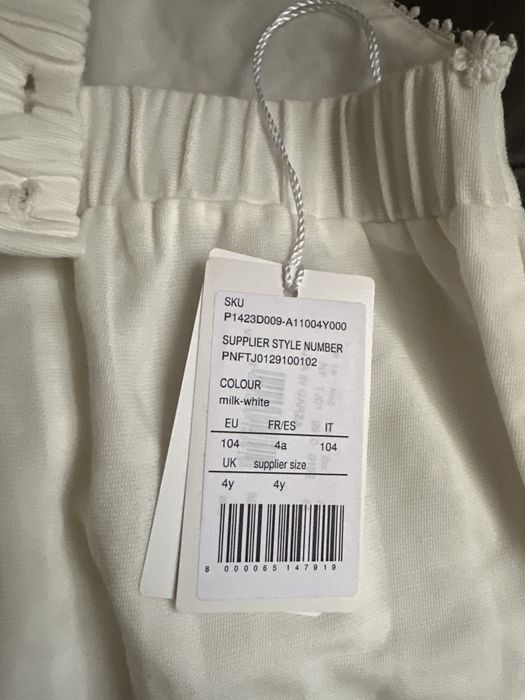 SKU
P1423D009-A11004Y000
SUPPLIER STYLE NUMBER
PNFTJ0129100102
COLOUR
milk-white
EU FR/ES IT
104 4a 104
UK supplier size
4y 4y
8 000065 147919